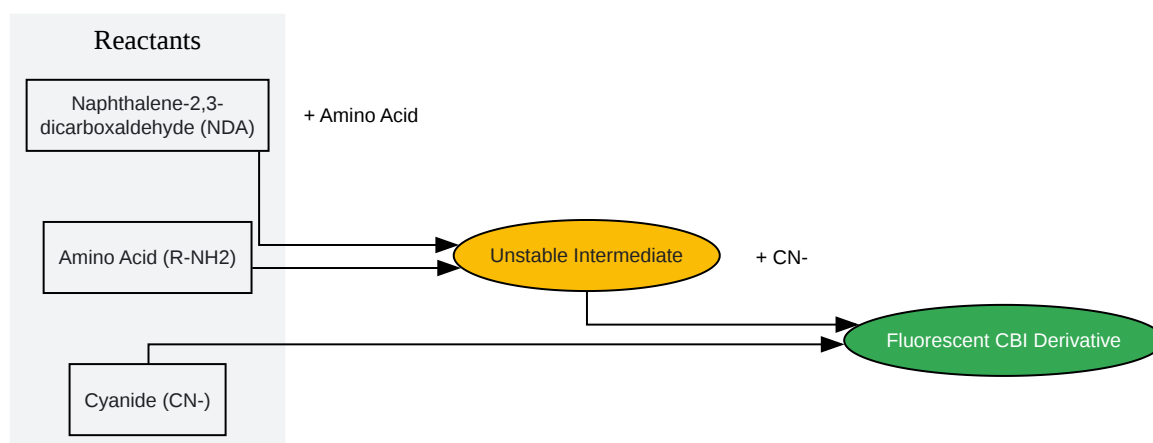 Reactants
Naphthalene-2,3-
dicarboxaldehyde (NDA)
+ Amino Acid
Amino Acid (R-NH2)
Unstable Intermediate
+ CN-
Fluorescent CBI Derivative
Cyanide (CN-)